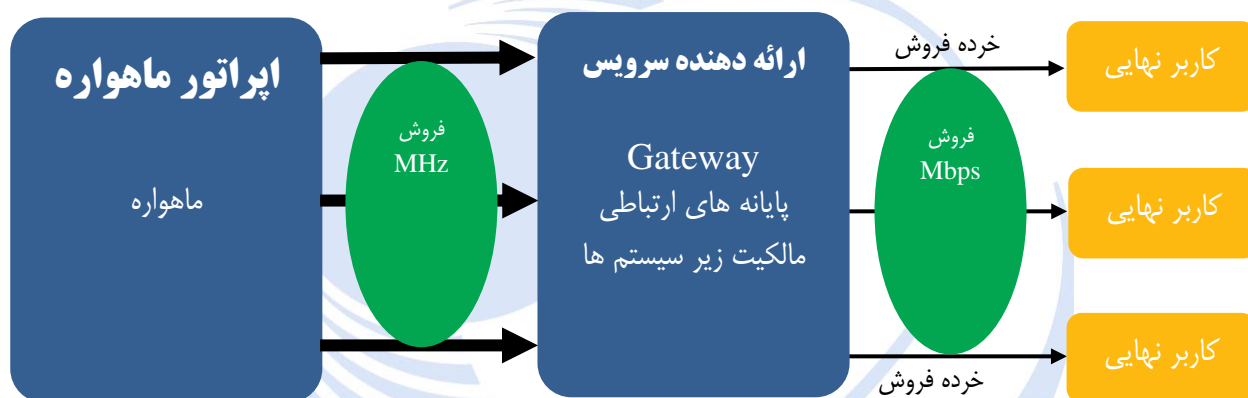 اپراتور ماهواره
ماهواره
فروش
MHz
ارائه دهنده سرویس
Gateway
پایانه های ارتباطی
مالکیت زیر سیستم ها
خرده فروش
فروش
Mbps
خرده فروش
کاربر نهایی
کاربر نهایی
کاربر نهایی